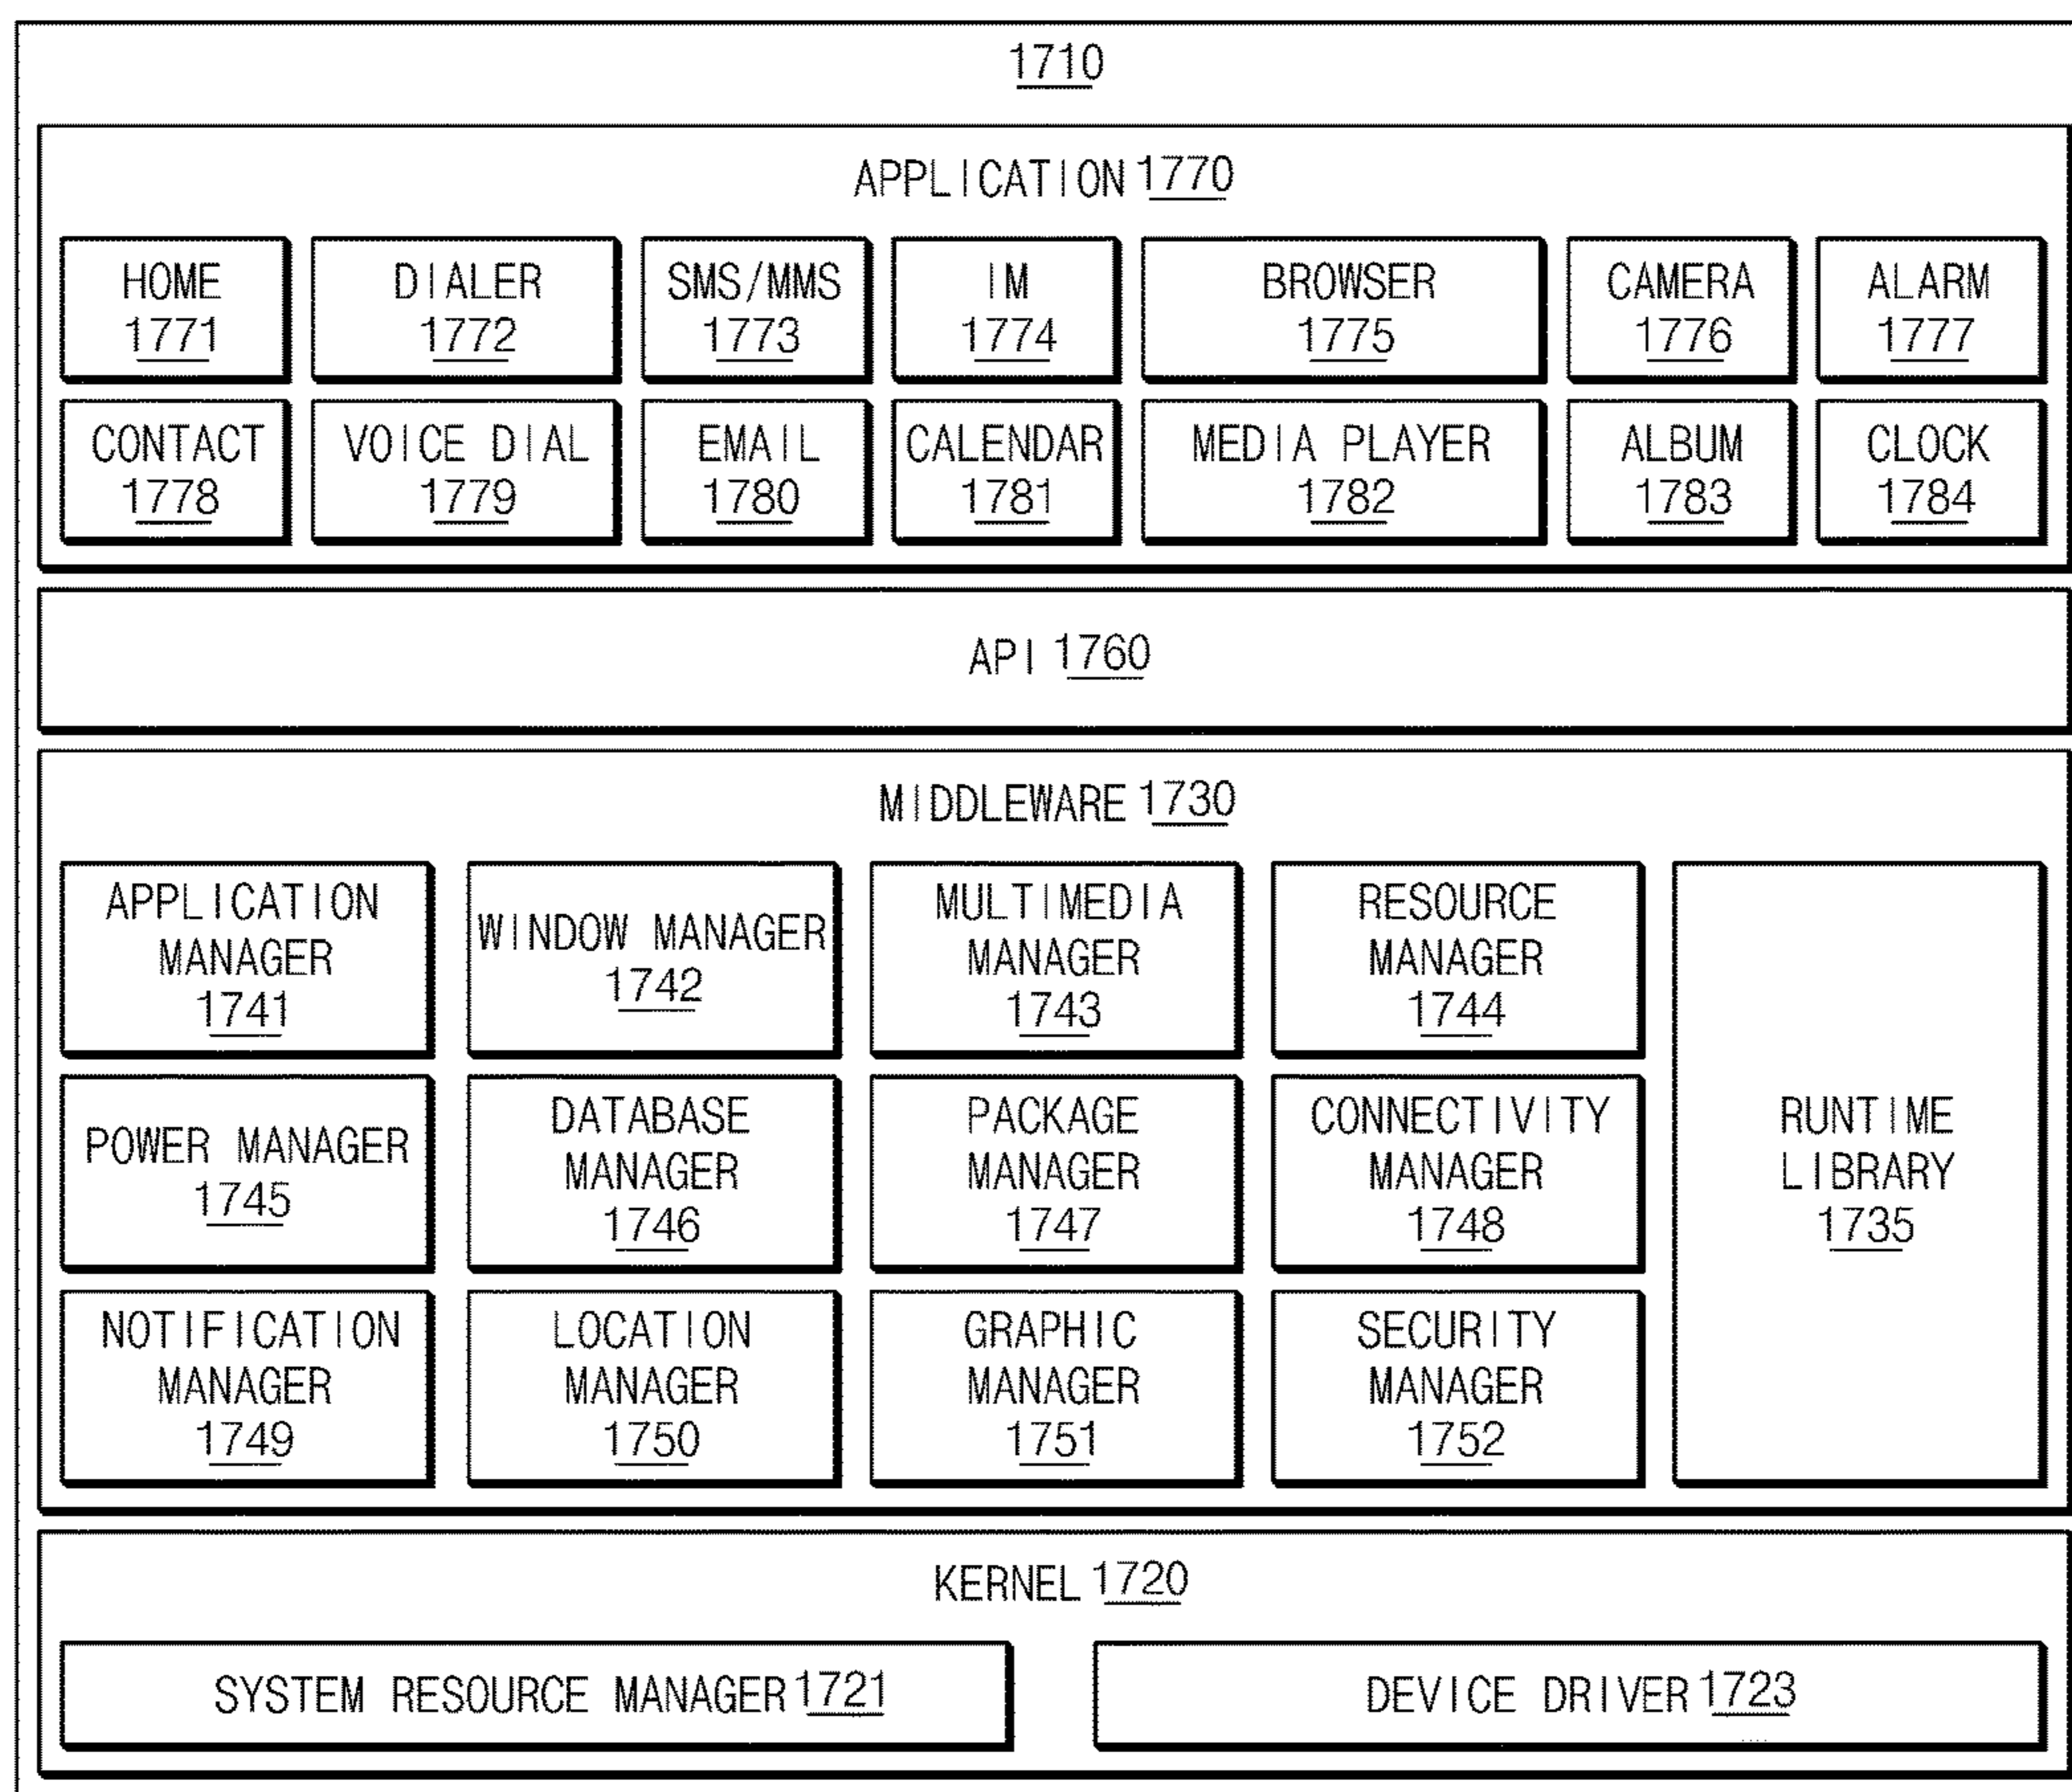 1710
APPLICATION 1770
HOME
1771
DIALER
1772
SMS/MMS
1773
IM
1774
BROWSER
1775
CAMERA
1776
ALARM
1777
CONTACT
1778
VOICE DIAL
1779
EMAIL
1780
CALENDAR
1781
MEDIA PLAYER
1782
ALBUM
1783
CLOCK
1784
API 1760
MIDDLEWARE 1730
APPLICATION
MANAGER
1741
WINDOW MANAGER
1742
MULTIMEDIA
MANAGER
1743
RESOURCE
MANAGER
1744
POWER MANAGER
1745
DATABASE
MANAGER
1746
PACKAGE
MANAGER
1747
CONNECTIVITY
MANAGER
1748
RUNTIME
LIBRARY
1735
NOTIFICATION
MANAGER
1749
LOCATION
MANAGER
1750
GRAPHIC
MANAGER
1751
SECURITY
MANAGER
1752
KERNEL 1720
SYSTEM RESOURCE MANAGER 1721
DEVICE DRIVER 1723